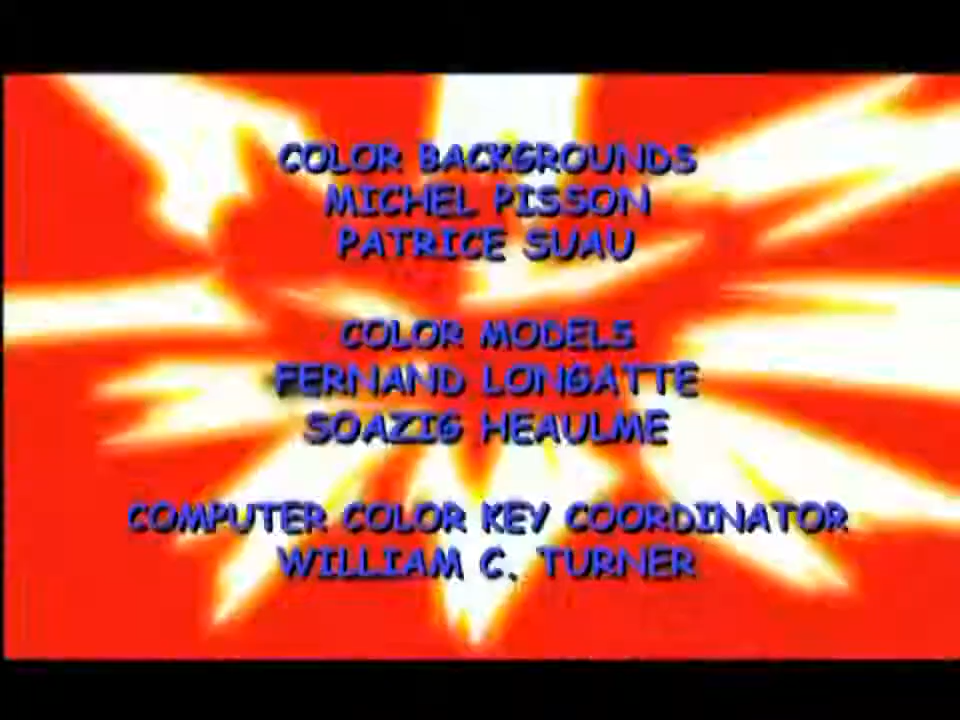 COLOR BACKGROUNDS
MICHEL PISSON
PATRICE SUAU
COLOR MODELS
FERNAND LONGATTE
SOAZIG HEAULME
COMPUTER COLOR KEY COORDINATOR
WILLIAM C. TURNER